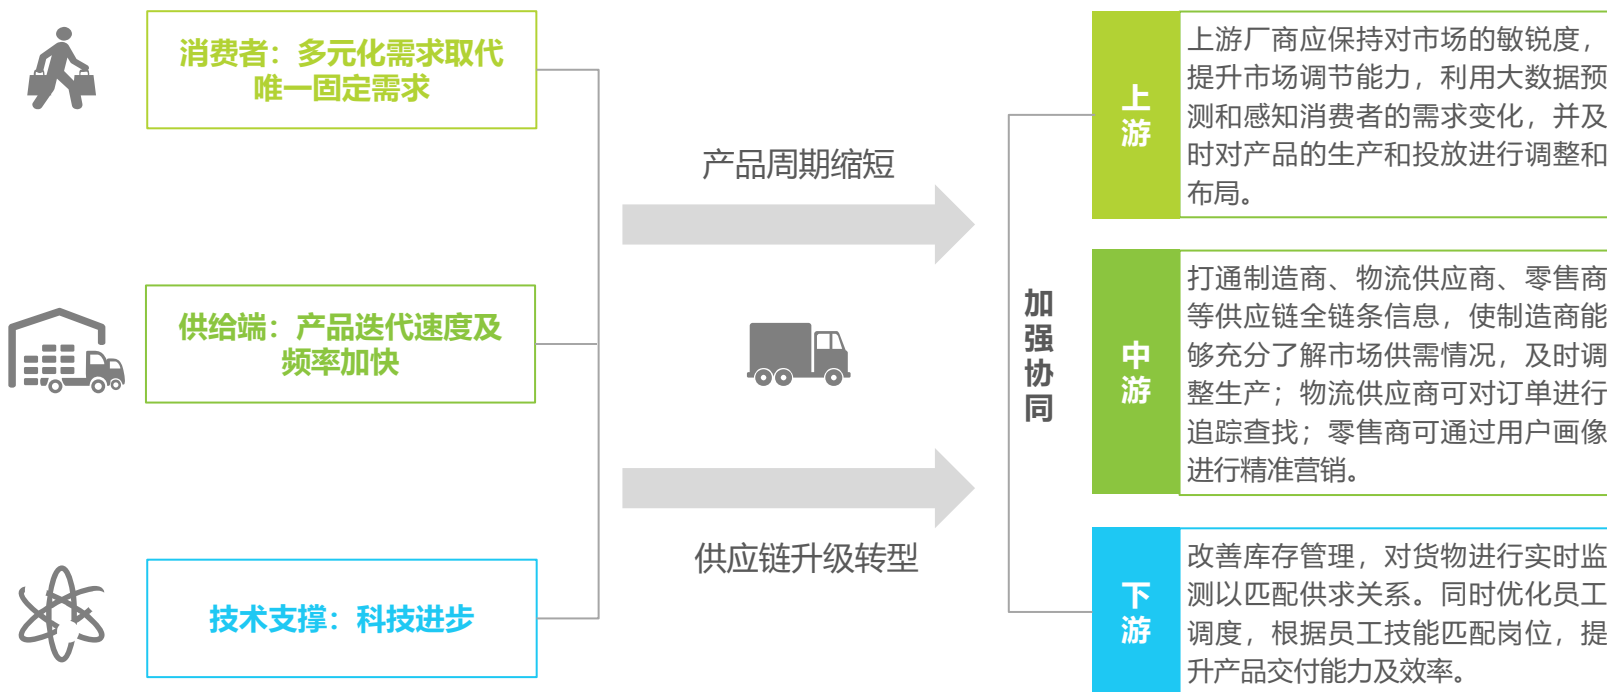 消费者：多元化需求取代
唯一固定需求
供给端：产品迭代速度及
频率加快
技术支撑：科技进步
产品周期缩短
供应链升级转型
加
强
协
同
上
游
上游厂商应保持对市场的敏锐度，
提升市场调节能力，利用大数据预
测和感知消费者的需求变化，并及
时对产品的生产和投放进行调整和
布局。
中
游
打通制造商、物流供应商、零售商
等供应链全链条信息，使制造商能
够充分了解市场供需情况，及时调
整生产；物流供应商可对订单进行
追踪查找；零售商可通过用户画像
进行精准营销。
下
游
改善库存管理，对货物进行实时监
测以匹配供求关系。同时优化员工
调度，根据员工技能匹配岗位，提
升产品交付能力及效率。